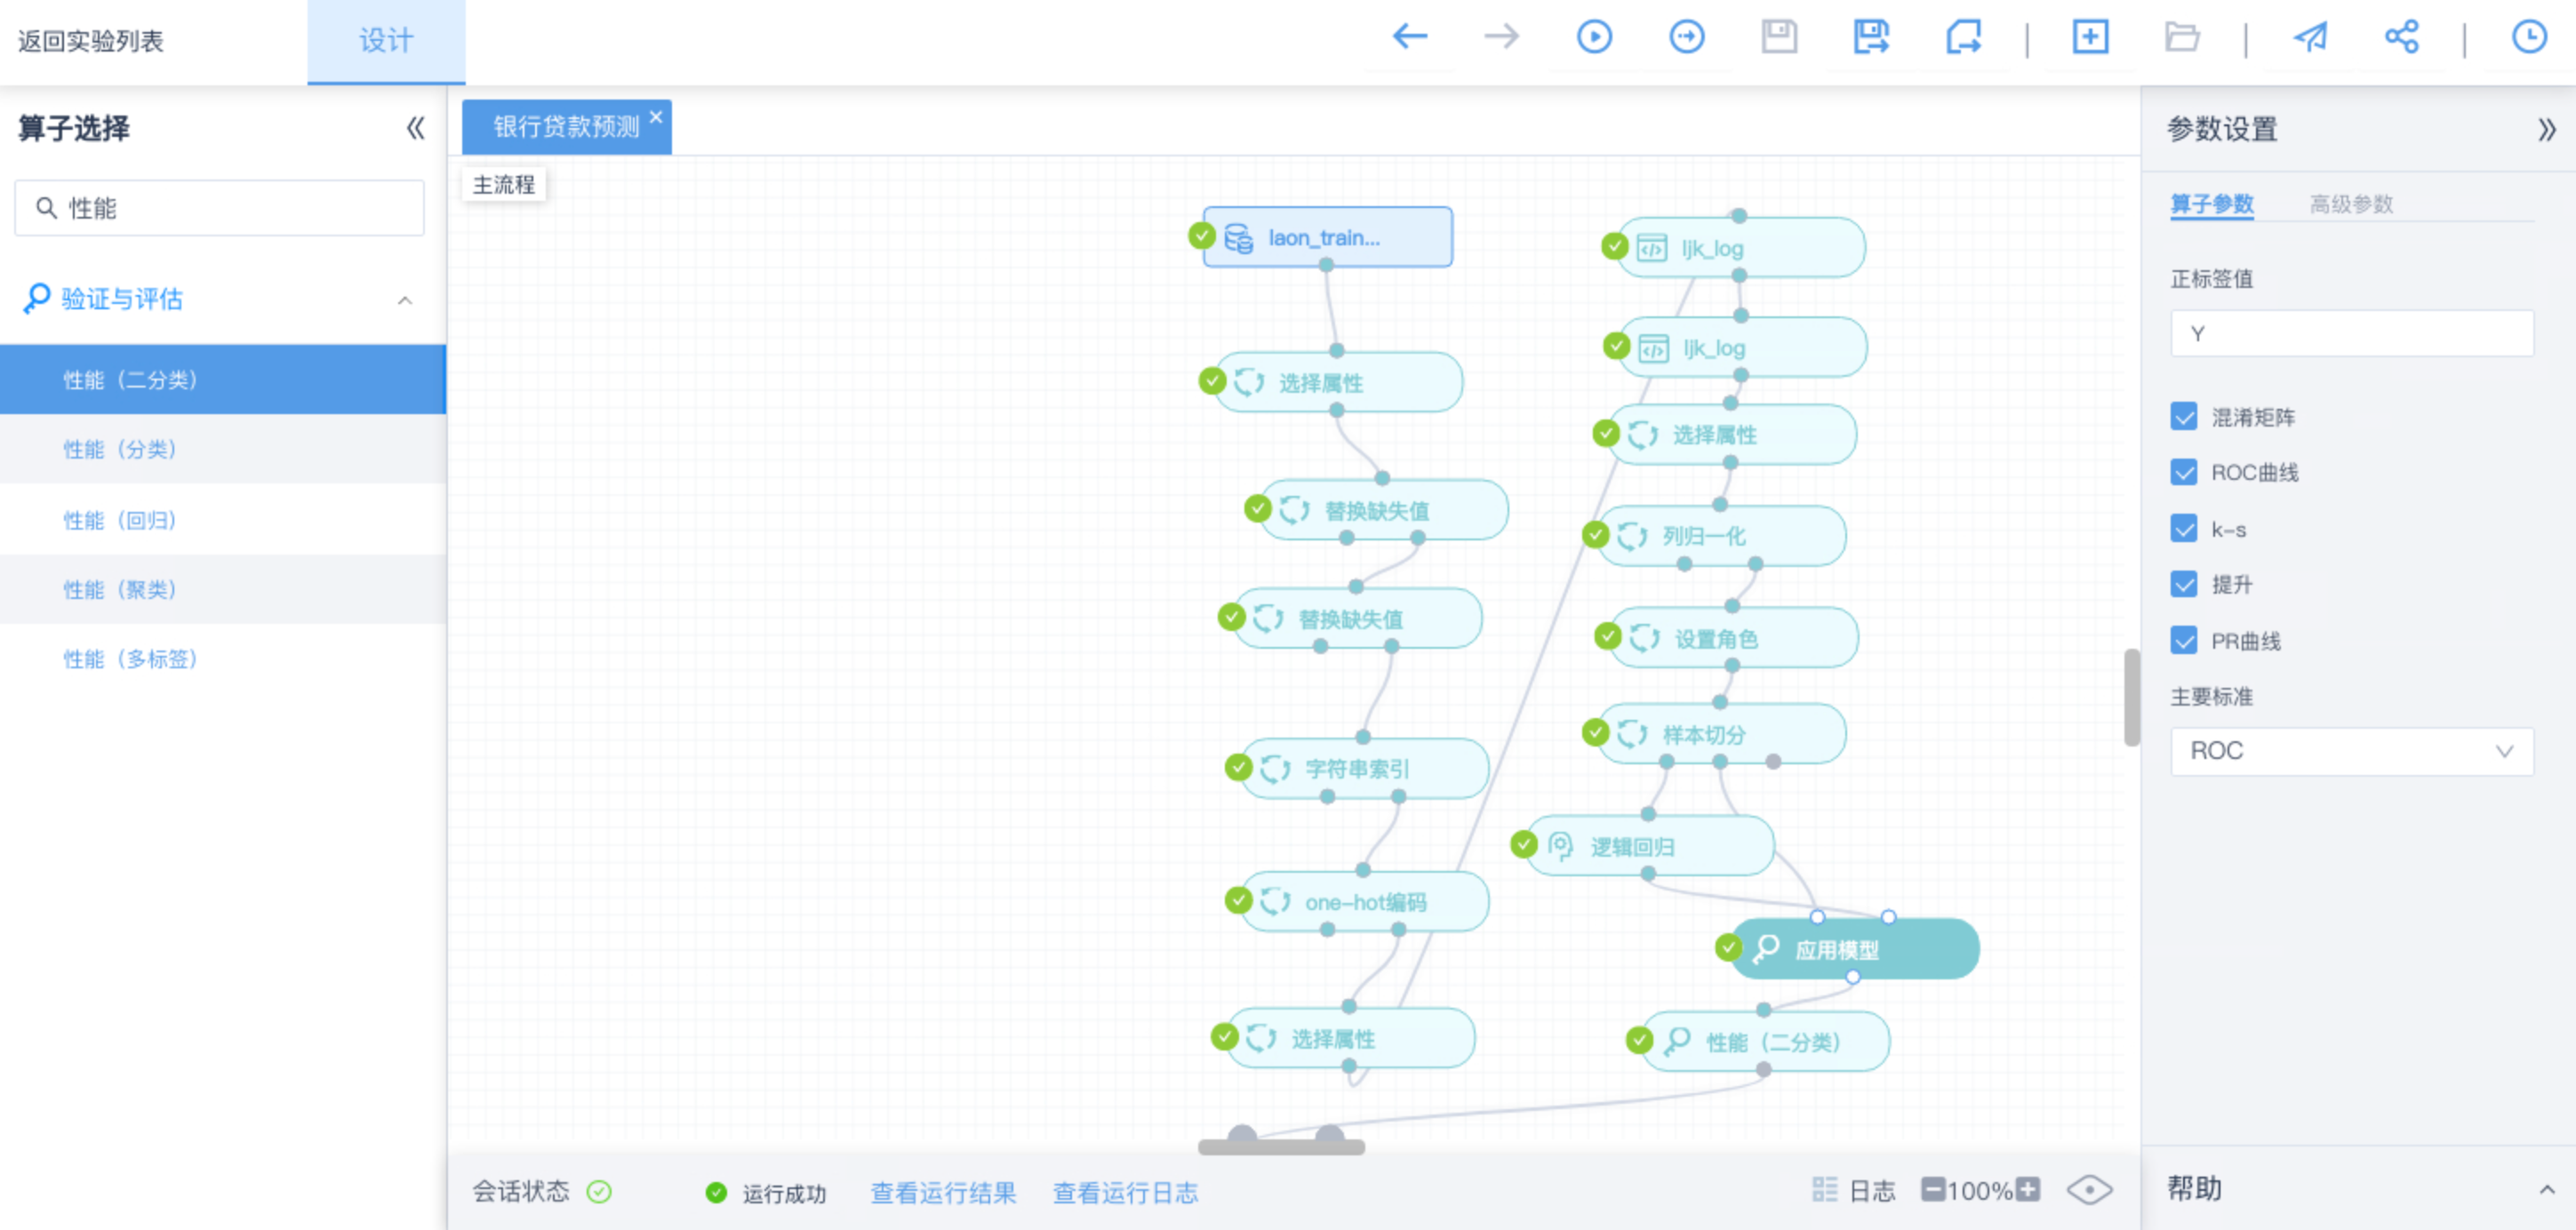 返回实验列表
设计
算子选择
性能
验证与评估
性能（二分类）
性能（分类）
性能（回归）
性能（聚类）
性能（多标签）
银行贷款预测
主流程
laon_train...
选择属性
替换缺失值
替换缺失值
字符串索引
one-hot编码
选择属性
ljk_log
ljk_log
选择属性
列归一化
设置角色
样本切分
逻辑回归
应用模型
性能（二分类）
会话状态
运行成功
查看运行结果
查看运行日志
日志
100%
参数设置
算子参数
高级参数
正标签值
Y
混淆矩阵
ROC曲线
k-s
提升
PR曲线
主要标准
ROC
帮助